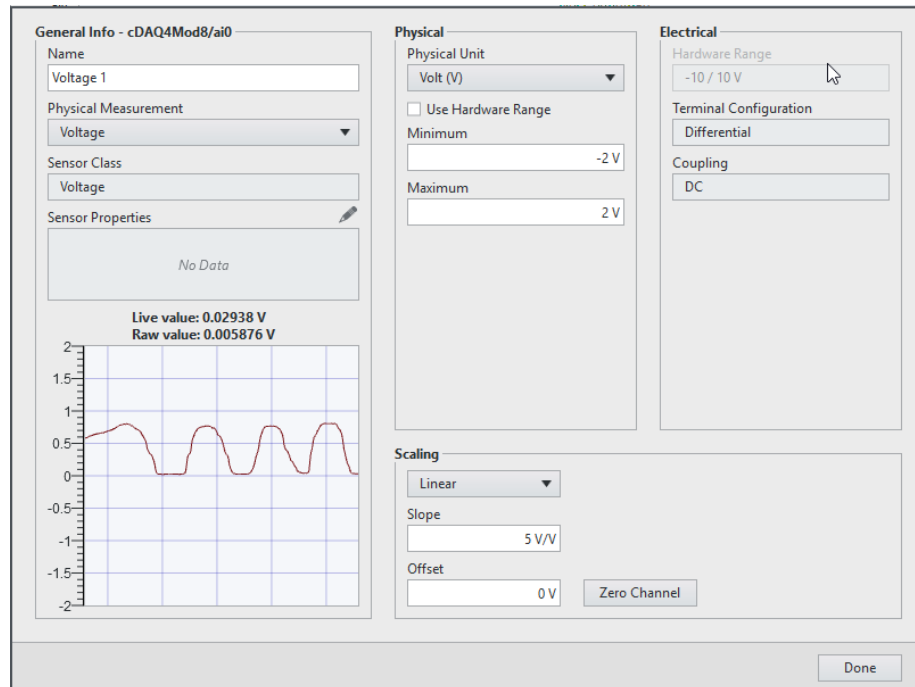 General Info - cDAQ4Mod8/ai0
Name
Voltage 1
Physical Measurement
Voltage
Sensor Class
Voltage
Sensor Properties
No Data
Live value: 0.02938 V
Raw value: 0.005876 V
2
1.5
1
0.5
0
-0.5
-1
-1.5
-2
Physical
Physical Unit
Volt (V)
Use Hardware Range
Minimum
-2 V
Maximum
2 V
Electrical
Hardware Range
-10 / 10 V
Terminal Configuration
Differential
Coupling
DC
Scaling
Linear
Slope
5 V/V
Offset
0 V
Zero Channel
Done